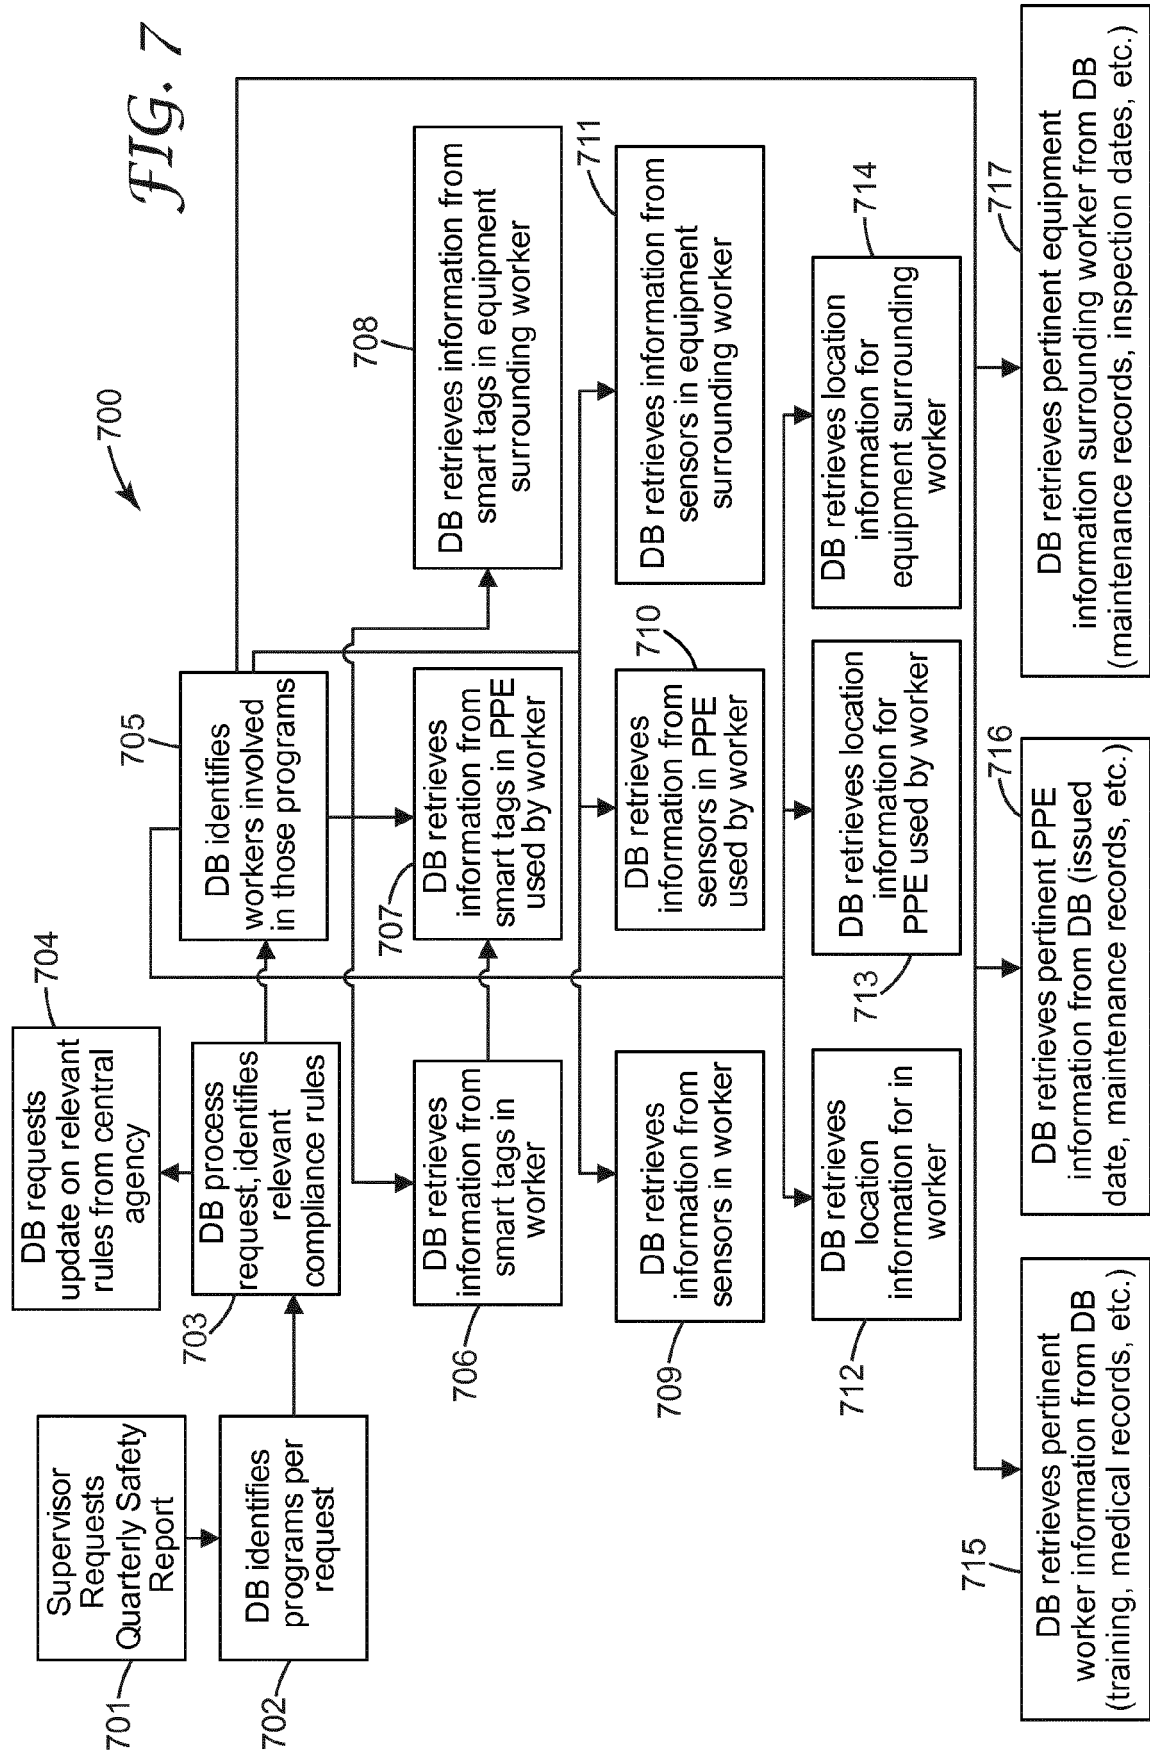 FIG. 7
700
701
Supervisor
Requests
Quarterly Safety
Report
702
DB identifies
programs per
request
703
DB process
request, identifies
relevant
compliance rules
704
DB requests
update on relevant
rules from central
agency
705
DB identifies
workers involved
in those programs
706
DB retrieves
information from
smart tags in
worker
707
DB retrieves
information from
smart tags in PPE
used by worker
708
DB retrieves information from
smart tags in equipment
surrounding worker
709
DB retrieves
information from
sensors in worker
710
DB retrieves
information from
sensors in PPE
used by worker
711
DB retrieves information from
sensors in equipment
surrounding worker
712
DB retrieves
location
information for in
worker
713
DB retrieves location
information for
PPE used by worker
714
DB retrieves location
information for
equipment surrounding
worker
715
DB retrieves pertinent
worker information from DB
(training, medical records, etc.)
716
DB retrieves pertinent PPE
information from DB (issued
date, maintenance records, etc.)
717
DB retrieves pertinent equipment
information surrounding worker from DB
(maintenance records, inspection dates, etc.)